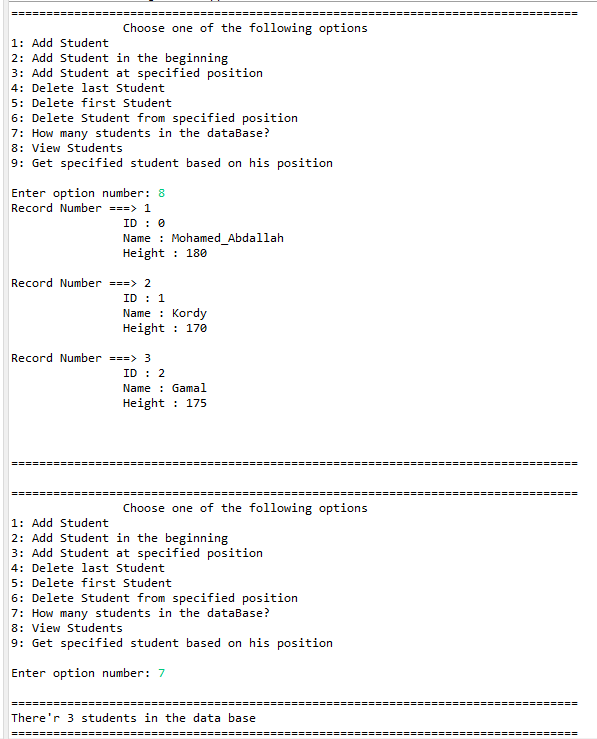 ================================================================================
Choose one of the following options
1: Add Student
2: Add Student in the beginning
3: Add Student at specified position
4: Delete last Student
5: Delete first Student
6: Delete Student from specified position
7: How many students in the dataBase?
8: View Students
9: Get specified student based on his position
Enter option number: 8
Record Number ===> 1
ID : 0
Name : Mohamed_Abdallah
Height : 180
Record Number ===> 2
ID : 1
Name : Kordy
Height : 170
Record Number ===> 3
ID : 2
Name : Gamal
Height : 175
================================================================================
================================================================================
Choose one of the following options
1: Add Student
2: Add Student in the beginning
3: Add Student at specified position
4: Delete last Student
5: Delete first Student
6: Delete Student from specified position
7: How many students in the dataBase?
8: View Students
9: Get specified student based on his position
Enter option number: 7
================================================================================
There'r 3 students in the data base
================================================================================